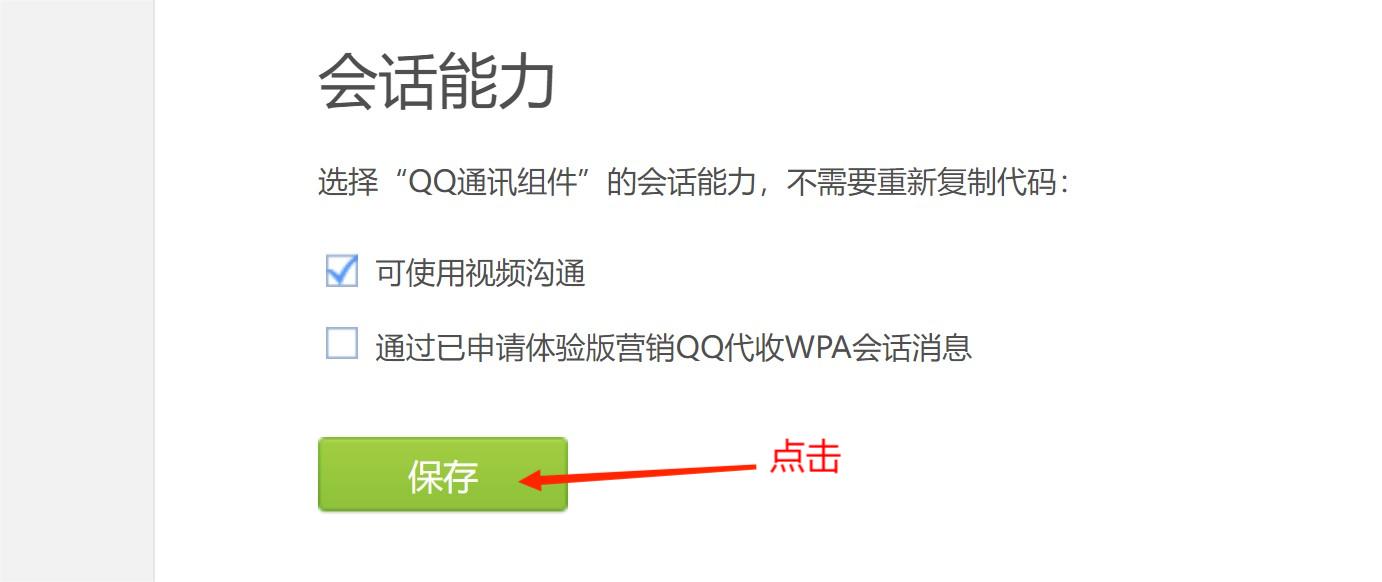 会话能力
选择“QQ通讯组件”的会话能力，不需要重新复制代码：
可使用视频沟通
通过已申请体验版营销QQ代收WPA会话消息
保存
点击